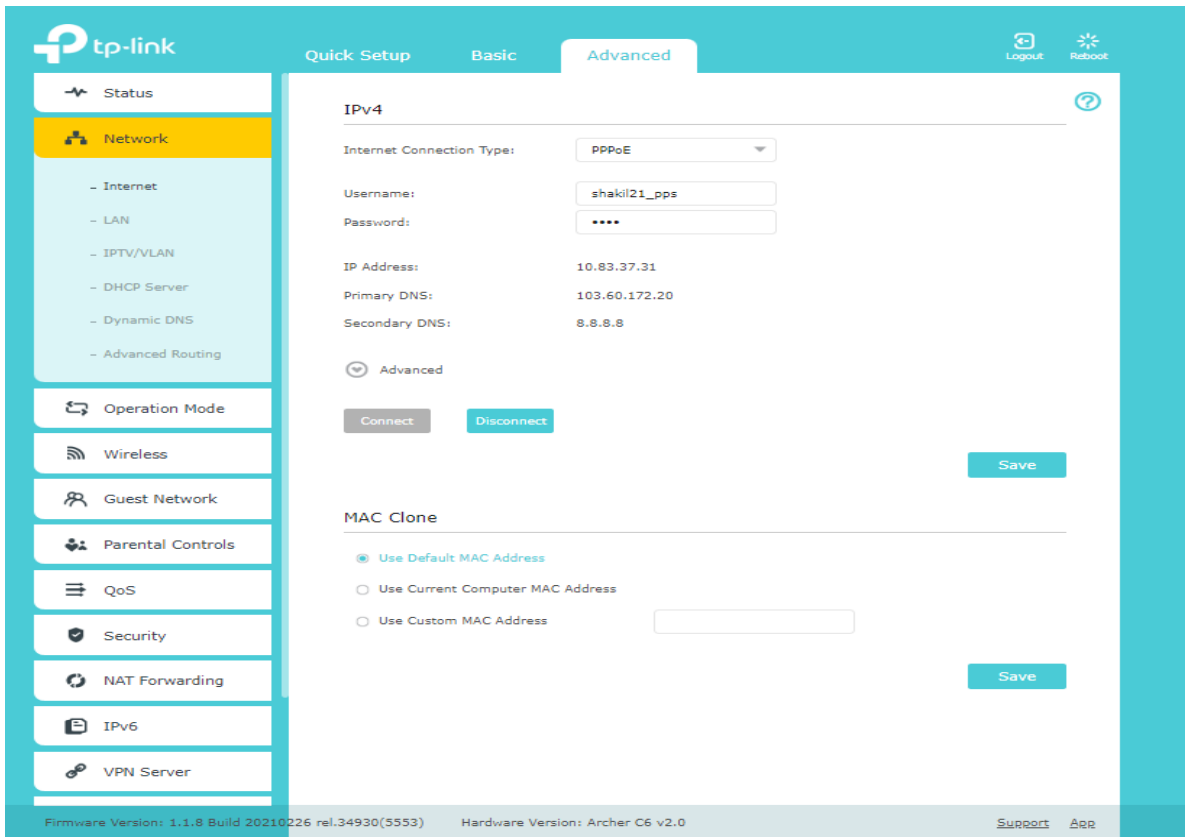 tp-link
Quick Setup Basic Advanced Logout Reboot
Status
Network
- Internet
- LAN
- IPTV/VLAN
- DHCP Server
- Dynamic DNS
- Advanced Routing
Operation Mode
Wireless
Guest Network
Parental Controls
QoS
Security
NAT Forwarding
IPv6
VPN Server
IPv4
Internet Connection Type: PPPoE
Username: shakil21_pps
Password: ••••
IP Address: 10.83.37.31
Primary DNS: 103.60.172.20
Secondary DNS: 8.8.8.8
Advanced
Connect Disconnect
Save
MAC Clone
Use Default MAC Address
Use Current Computer MAC Address
Use Custom MAC Address
Save
Firmware Version: 1.1.8 Build 20210226 rel.34930(5553) Hardware Version: Archer C6 v2.0 Support App